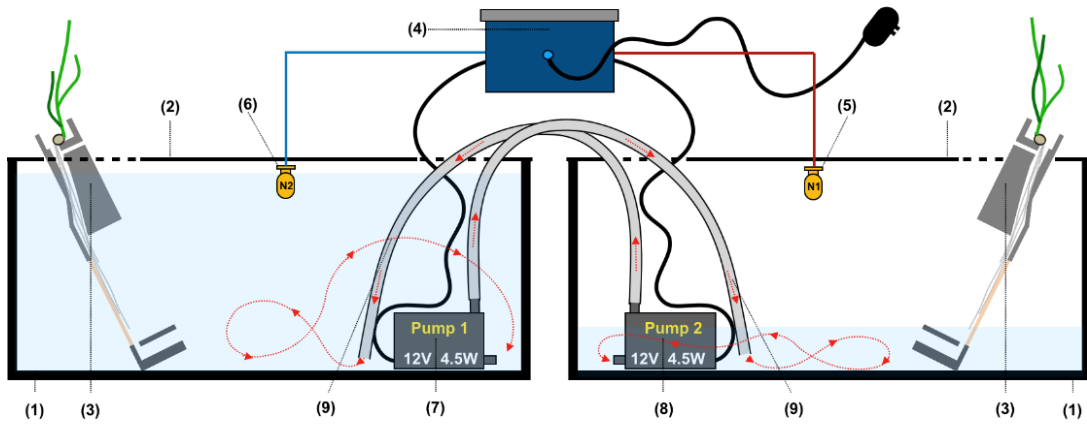 (4)
(2)
(6)
(5)
(2)
N2
N1
Pump 1
12V 4.5W
Pump 2
12V 4.5W
(1)
(3)
(9)
(7)
(8)
(9)
(3)
(1)